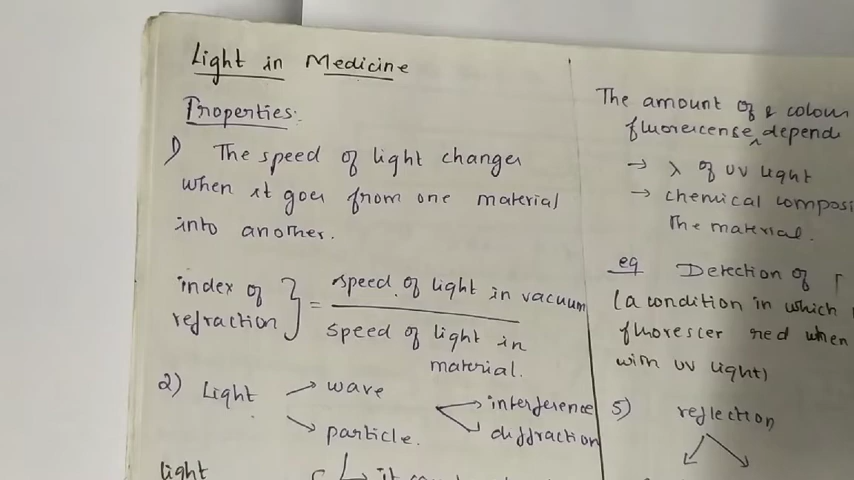 Light in Medicine
Properties:
1) The speed of light changes
when it goes from one material
into another.
index of
refraction } = speed of light in vacuum
speed of light in
material.
2) Light → wave
→ interference
→ particle. → diffraction
light
The amount of & colour
fluorescense depend
→ λ of UV light
→ chemical composi
the material.
eg Detection of
(a condition in which
fluoresces red when
with UV light)
5) reflection